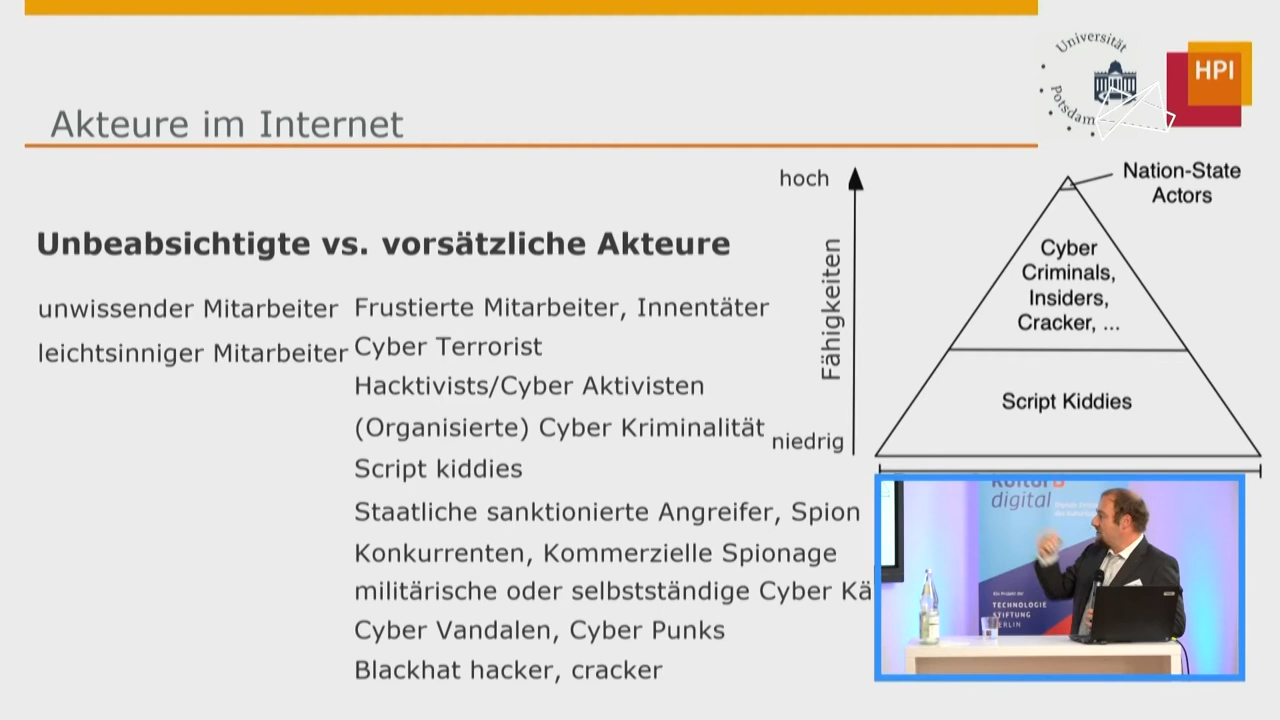 Universität
Potsdam
HPI
Akteure im Internet
Unbeabsichtigte vs. vorsätzliche Akteure
unwissender Mitarbeiter
leichtsinniger Mitarbeiter
Frustierte Mitarbeiter, Innentäter
Cyber Terrorist
Hacktivists/Cyber Aktivisten
(Organisierte) Cyber Kriminalität
Script kiddies
Staatliche sanktionierte Angreifer, Spion
Konkurrenten, Kommerzielle Spionage
militärische oder selbstständige Cyber Kä
Cyber Vandalen, Cyber Punks
Blackhat hacker, cracker
hoch
Fähigkeiten
niedrig
Nation-State
Actors
Cyber
Criminals,
Insiders,
Cracker, ...
Script Kiddies
digital
Ein Projekt der
TECHNOLOGIE
STIFTUNG